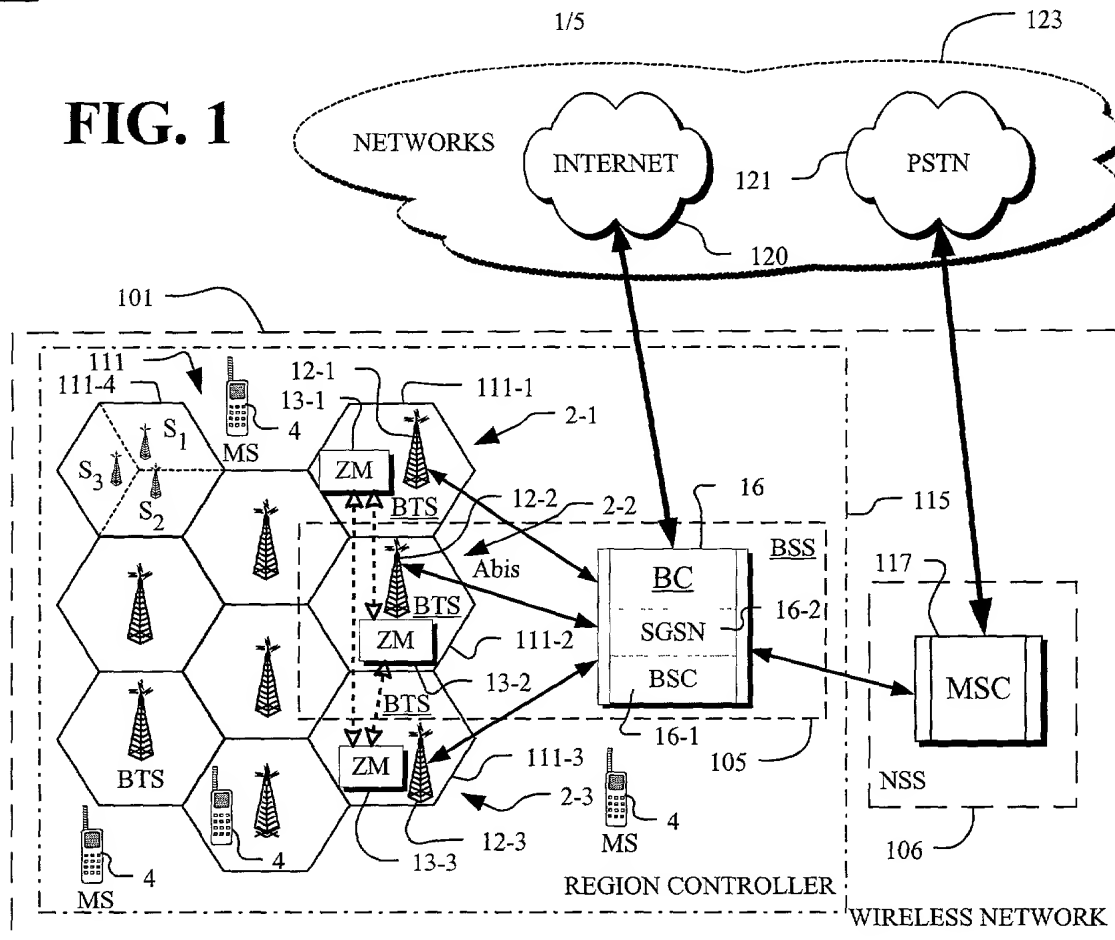 1/5
123
FIG. 1
NETWORKS
INTERNET
121
PSTN
120
101
111
111-4
MS
4
12-1
13-1
111-1
2-1
S1
S3
S2
ZM
BTS
12-2
2-2
16
115
BSS
Abis
BC
117
BTS
SGSN
16-2
ZM
111-2
BSC
MSC
BTS
13-2
16-1
ZM
105
NSS
BTS
111-3
4
2-3
106
4
MS
4
13-3
12-3
MS
4
REGION CONTROLLER
WIRELESS NETWORK